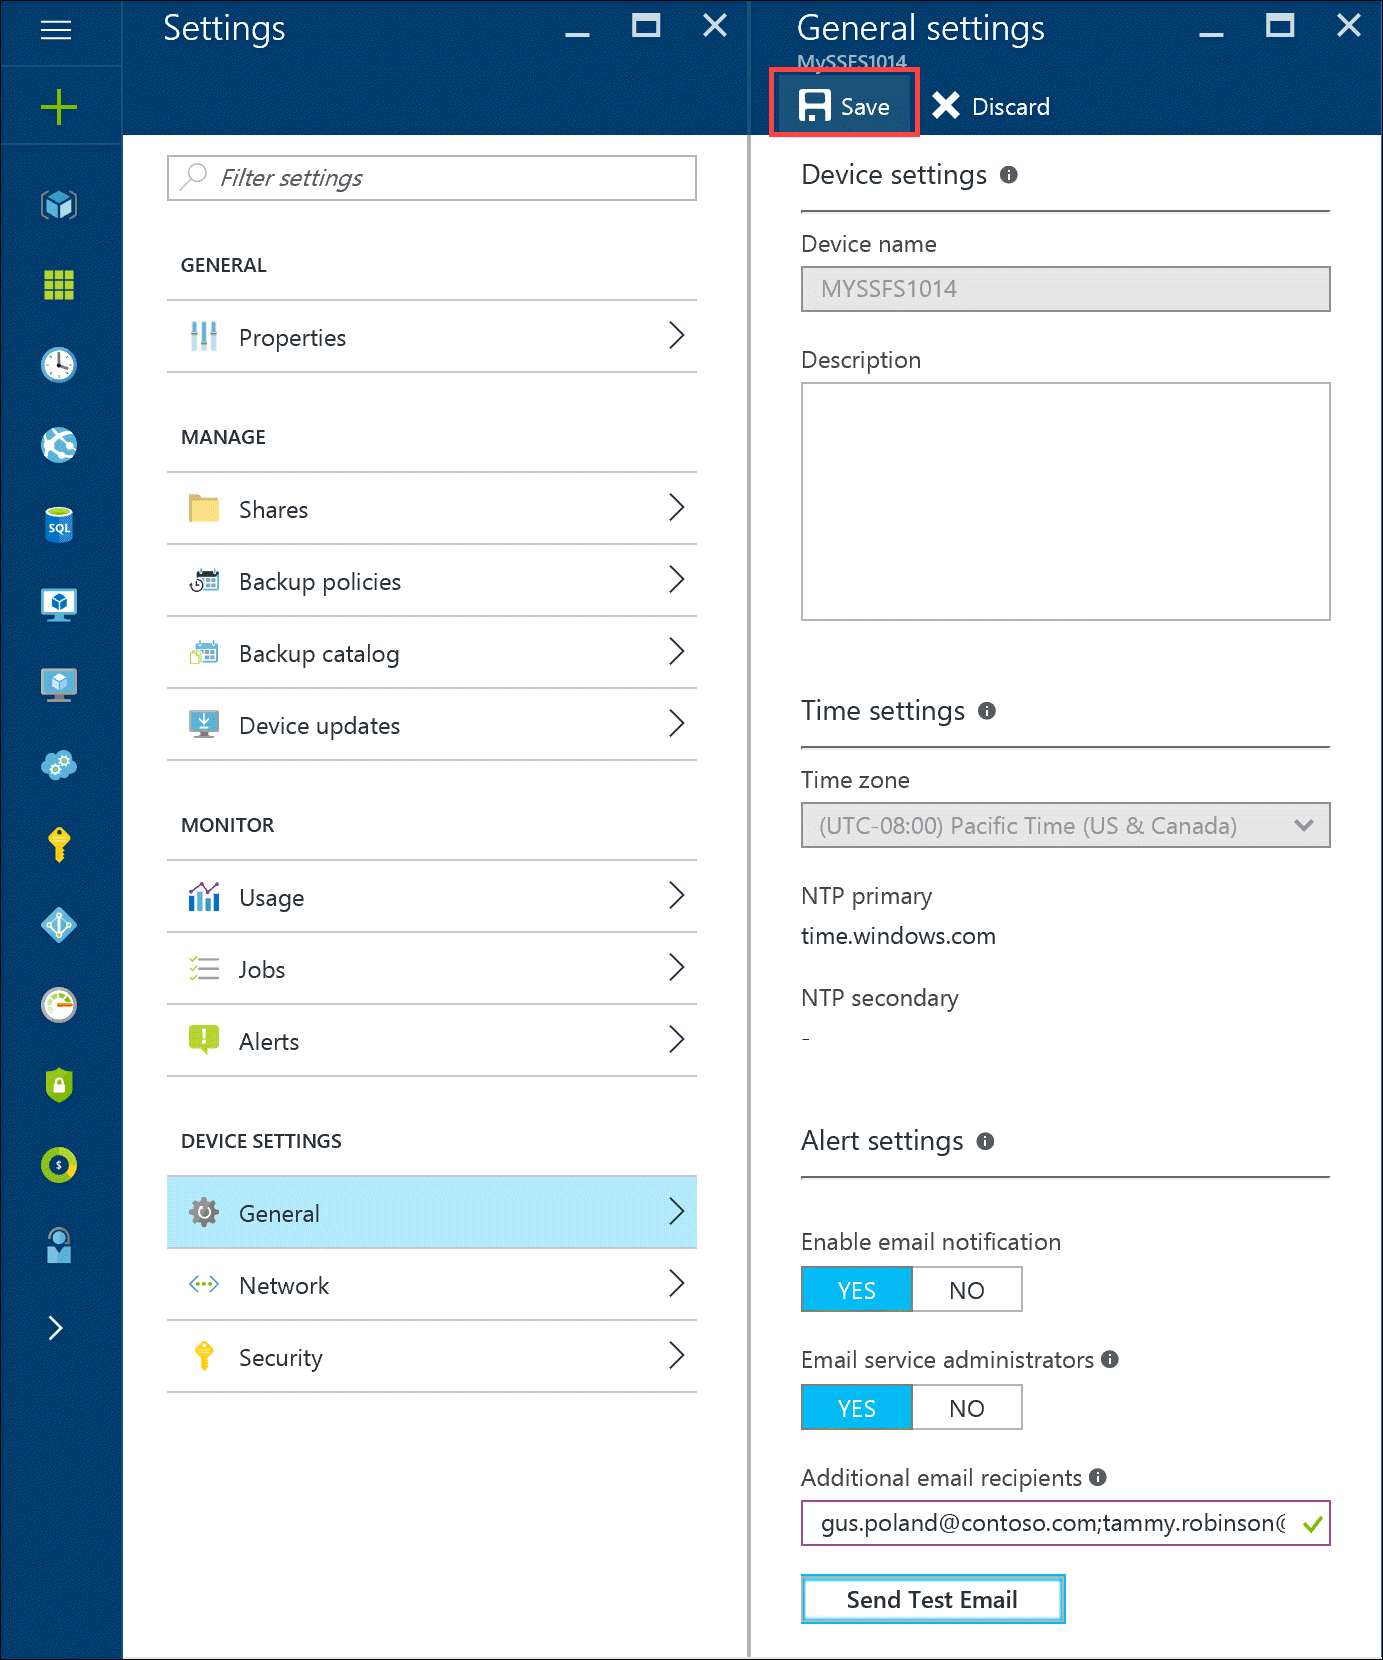 Settings
Filter settings
GENERAL
Properties
MANAGE
Shares
Backup policies
Backup catalog
Device updates
MONITOR
Usage
Jobs
Alerts
DEVICE SETTINGS
General
Network
Security
General settings
MySSFS1014
Save
Discard
Device settings
Device name
MYSSFS1014
Description
Time settings
Time zone
(UTC-08:00) Pacific Time (US & Canada)
NTP primary
time.windows.com
NTP secondary
-
Alert settings
Enable email notification
YES NO
Email service administrators
YES NO
Additional email recipients
gus.poland@contoso.com;tammy.robinson@
Send Test Email
SQL
$